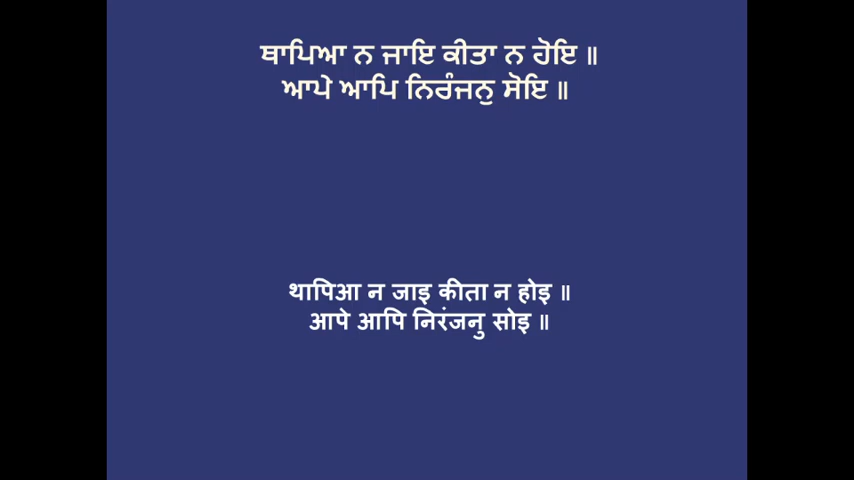 ਥਾਪਿਆ ਨ ਜਾਇ ਕੀਤਾ ਨ ਹੋਇ ॥
ਆਪੇ ਆਪਿ ਨਿਰੰਜਨੁ ਸੋਇ ॥
थापिआ न जाइ कीता न होइ ॥
आपे आपि निरंजनु सोइ ॥